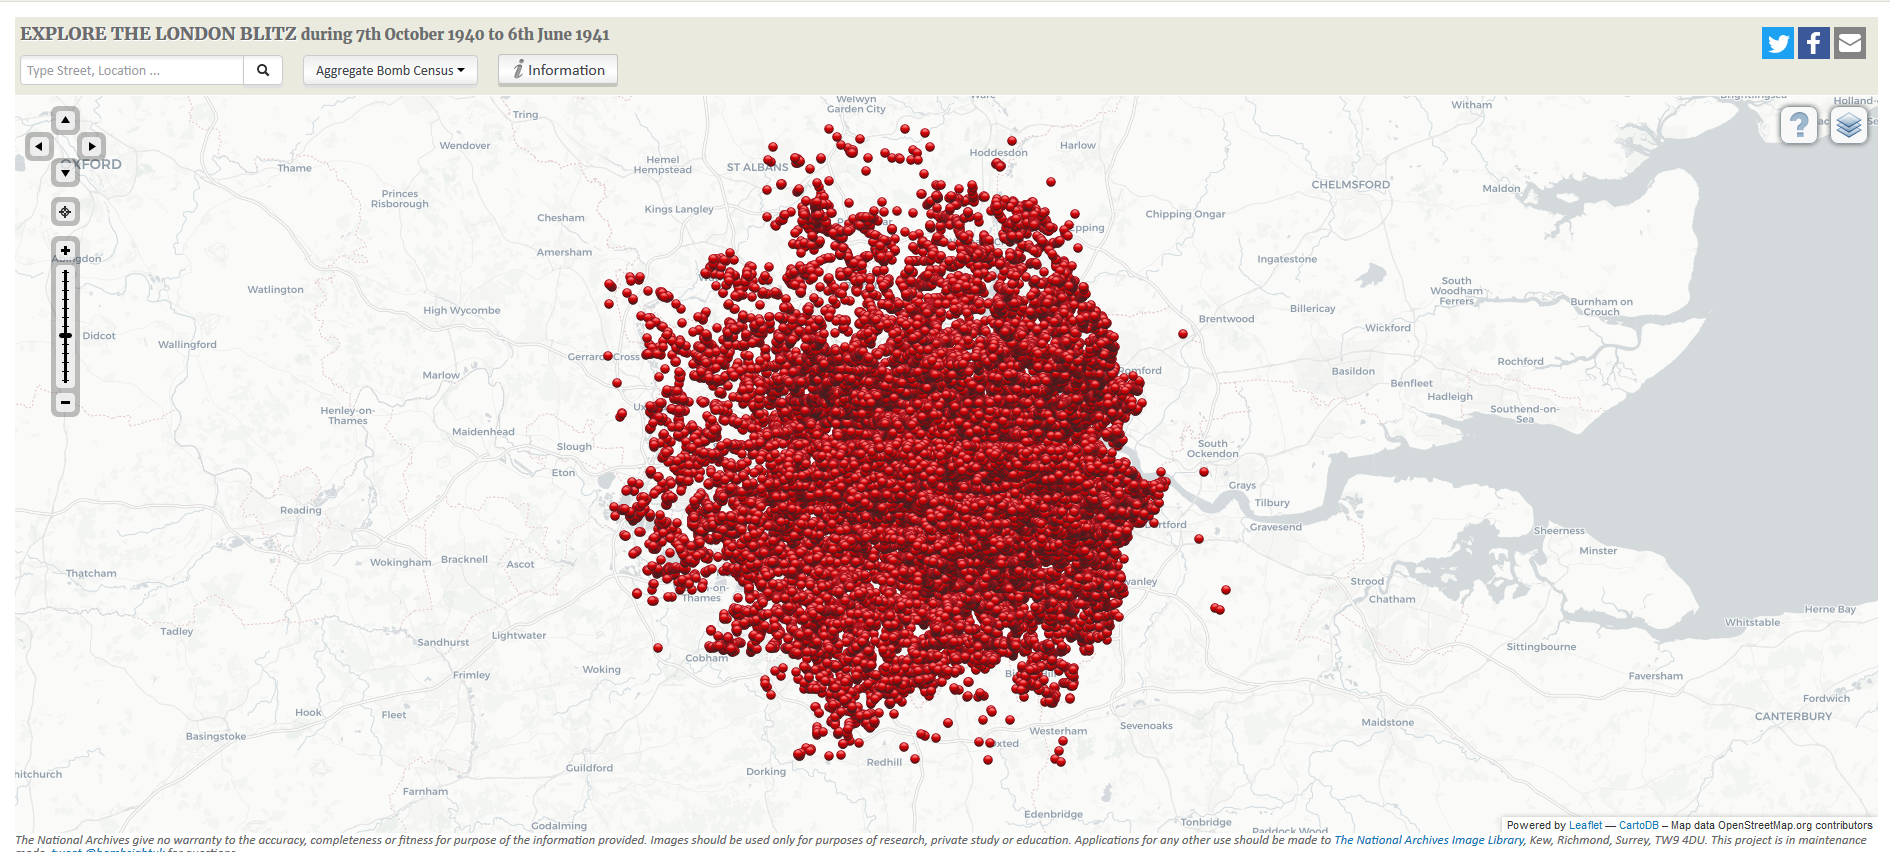 EXPLORE THE LONDON BLITZ during 7th October 1940 to 6th June 1941
Type Street, Location ...
Aggregate Bomb Census
i Information
Welwyn
Garden City
Holland-
Witham
Tring
OXFORD
Wendover
Thame
Hemel
Hempstead
ST ALBANS
Hoddesdon
Harlow
CHELMSFORD
Maldon
Princes
Risborough
Kings Langley
Chesham
Chipping Ongar
Epping
Amersham
Abingdon
Ingatestone
Watlington
South
Woodham
Ferrers
Burnham on
Crouch
High Wycombe
Billericay
Brentwood
Wickford
Didcot
Wallingford
Gerrards Cross
Rochford
Marlow
Romford
Basildon
Benfleet
Hadleigh
Henley-on-
Thames
Southend-on-
Sea
Maidenhead
Slough
South
Ockendon
Eton
Grays
Tilbury
Reading
Gravesend
Sheerness
Minster
Wokingham
Bracknell
Ascot
Thatcham
Strood
Chatham
-on-
Thames
Herne Bay
Whitstable
Tadley
Sandhurst
Lightwater
Sittingbourne
Cobham
Woking
Frimley
Faversham
Fordwich
CANTERBURY
Hook
Fleet
Maidstone
Sevenoaks
Westerham
Basingstoke
Redhill
Dorking
Guildford
Farnham
Edenbridge
Tonbridge
Godalming
Paddock Wood
Powered by Leaflet — CartoDB – Map data OpenStreetMap.org contributors
The National Archives give no warranty to the accuracy, completeness or fitness for purpose of the information provided. Images should be used only for purposes of research, private study or education. Applications for any other use should be made to The National Archives Image Library, Kew, Richmond, Surrey, TW9 4DU. This project is in maintenance